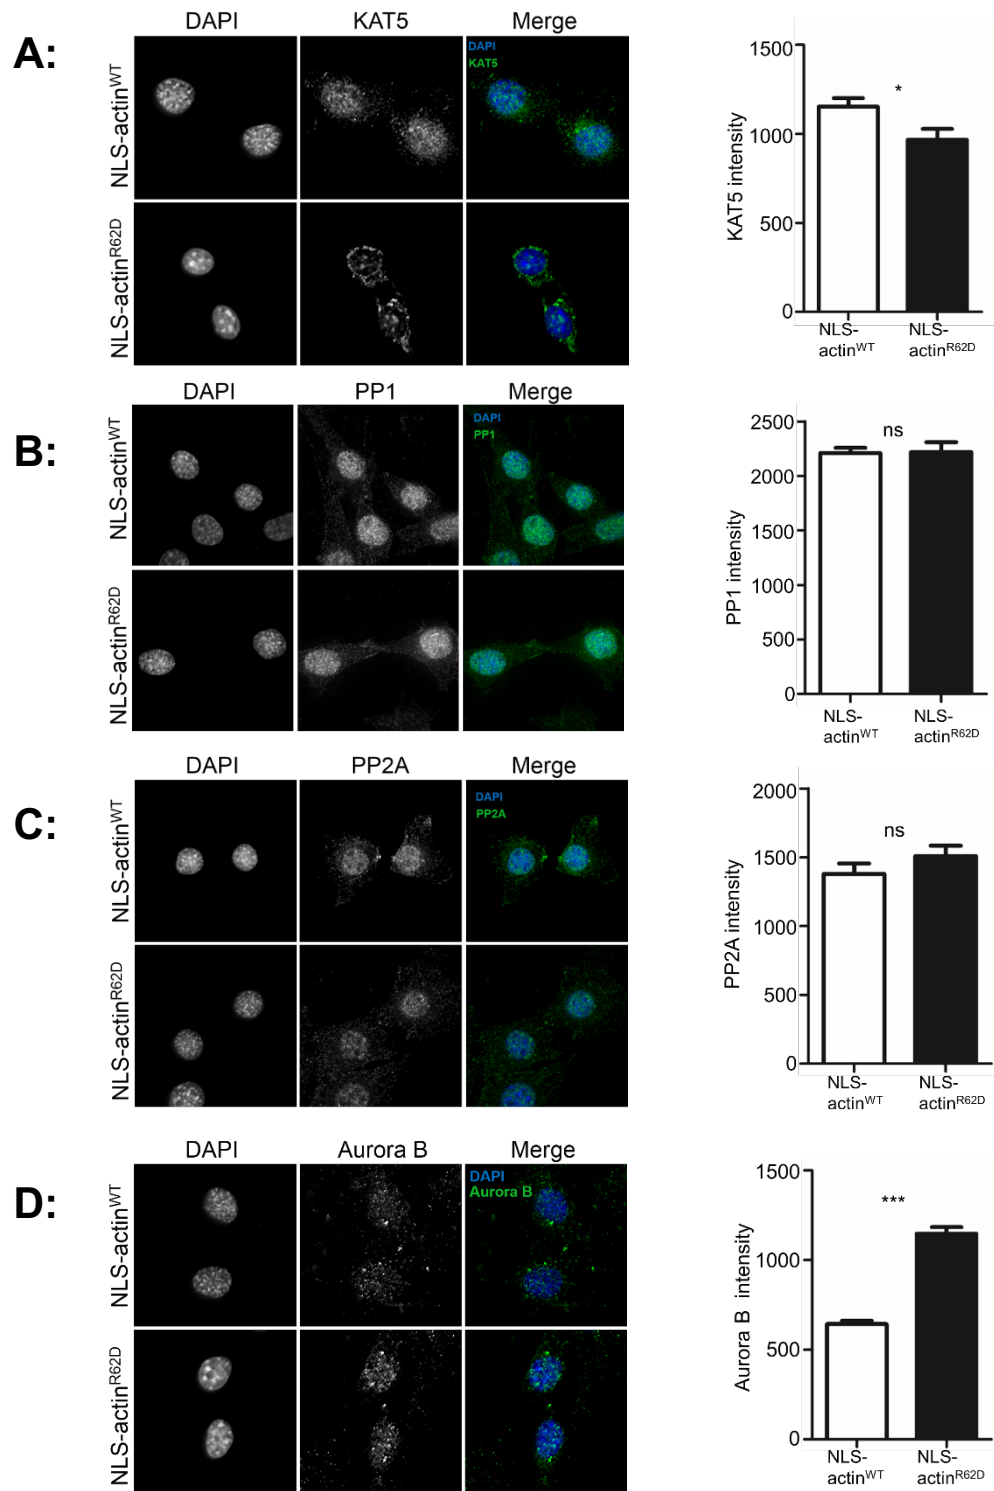 A:
DAPI KAT5 Merge
NLS-actinWT
DAPI
KAT5
NLS-actinR62D
1500
1000
500
0
KAT5 intensity
*
NLS- NLS-
actinWT actinR62D
B:
DAPI PP1 Merge
NLS-actinWT
DAPI
PP1
NLS-actinR62D
2500
2000
1500
1000
500
0
PP1 intensity
ns
NLS- NLS-
actinWT actinR62D
C:
DAPI PP2A Merge
NLS-actinWT
DAPI
PP2A
NLS-actinR62D
2000
1500
1000
500
0
PP2A intensity
ns
NLS- NLS-
actinWT actinR62D
D:
DAPI Aurora B Merge
NLS-actinWT
DAPI
Aurora B
NLS-actinR62D
1500
1000
500
0
Aurora B intensity
***
NLS- NLS-
actinWT actinR62D